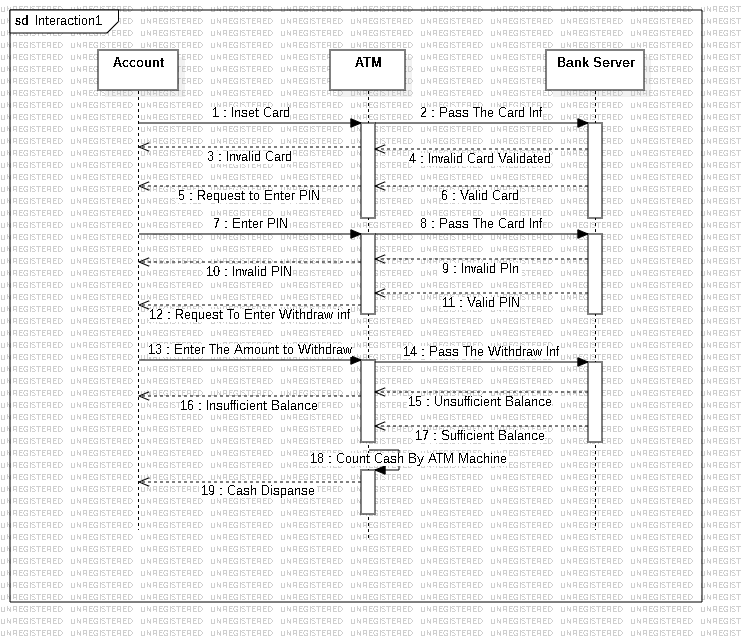 sd Interaction1
Account
ATM
Bank Server
1 : Inset Card
2 : Pass The Card Inf
3 : Invalid Card
4 : Invalid Card Validated
5 : Request to Enter PIN
6 : Valid Card
7 : Enter PIN
8 : Pass The Card Inf
9 : Invalid PIn
10 : Invalid PIN
11 : Valid PIN
12 : Request To Enter Withdraw inf
13 : Enter The Amount to Withdraw
14 : Pass The Withdraw Inf
15 : Unsufficient Balance
16 : Insufficient Balance
17 : Sufficient Balance
18 : Count Cash By ATM Machine
19 : Cash Dispanse
UNREGISTERED